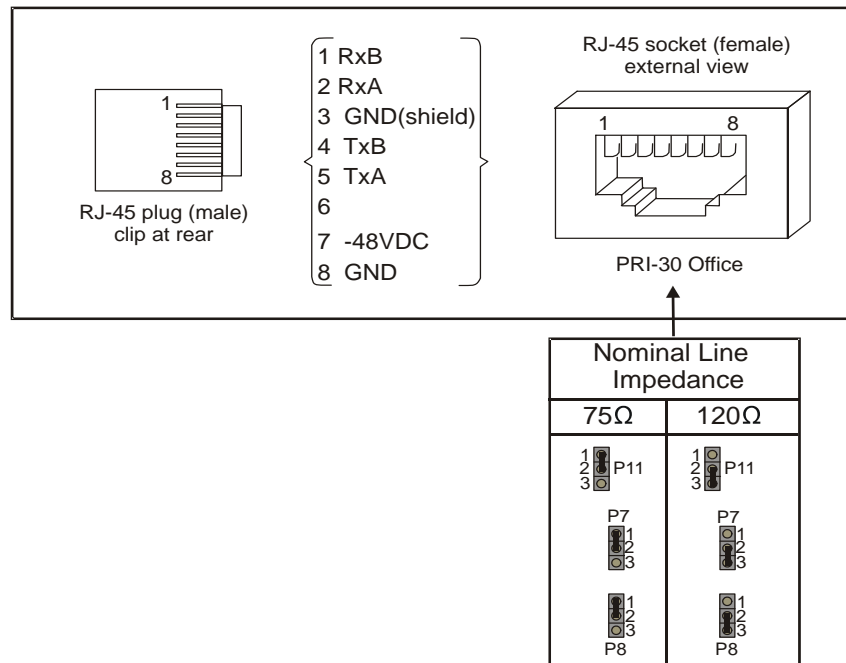 1
8
RJ-45 plug (male)
clip at rear
1 RxB
2 RxA
3 GND(shield)
4 TxB
5 TxA
6
7 -48VDC
8 GND
RJ-45 socket (female)
external view
1 8
PRI-30 Office
Nominal Line
Impedance
75Ω 120Ω
1
2 P11
3
1
2 P11
3
P7
1
2
3
P7
1
2
3
1
2
3
P8
1
2
3
P8